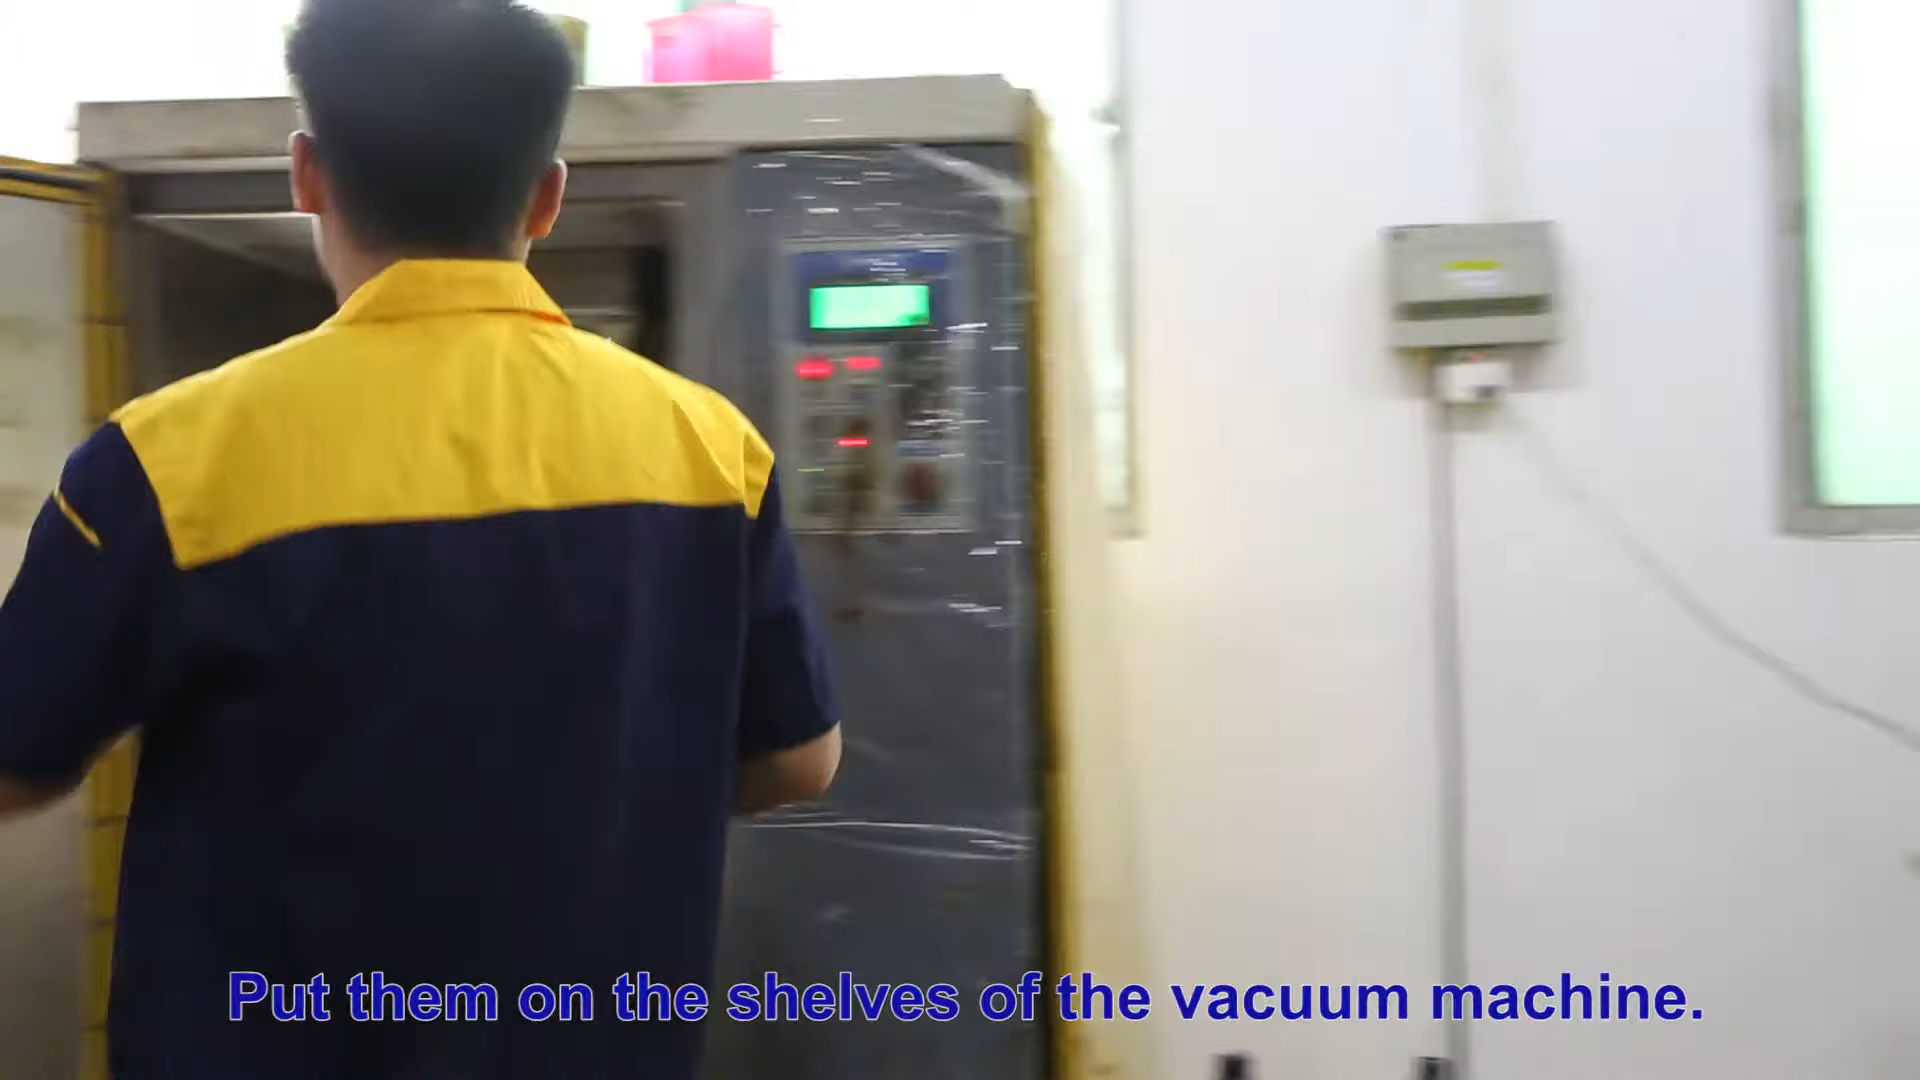 Put them on the shelves of the vacuum machine.